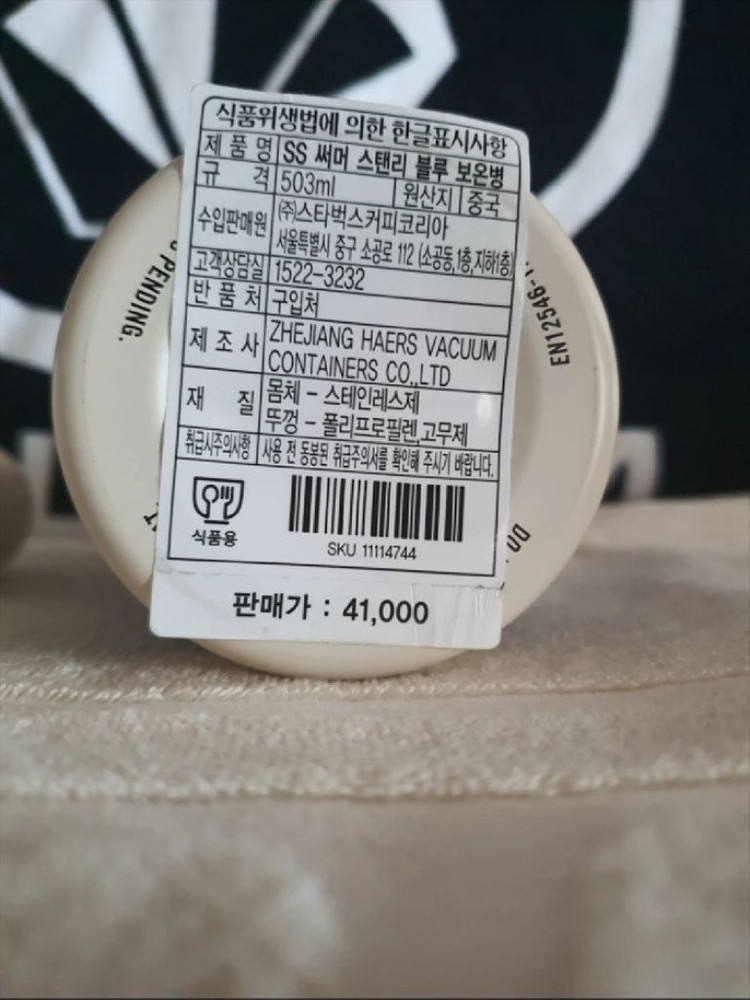 식품위생법에 의한 한글표시사항
제 품 명 SS 써머 스탠리 블루 보온병
규 격 503ml 원산지 중국
수입판매원 ㈜스타벅스커피코리아
서울특별시 중구 소공로 112 (소공동,1층,지하1층)
고객상담실 1522-3232
반 품 처 구입처
제 조 사 ZHEJIANG HAERS VACUUM
CONTAINERS CO.,LTD
재 질 몸체 - 스테인레스제
뚜껑 - 폴리프로필렌,고무제
취급시주의사항 사용 전 동봉된 취급주의서를 확인해 주시기 바랍니다.
식품용
SKU 11114744
판매가 : 41,000
PENDING.
EN12546-1